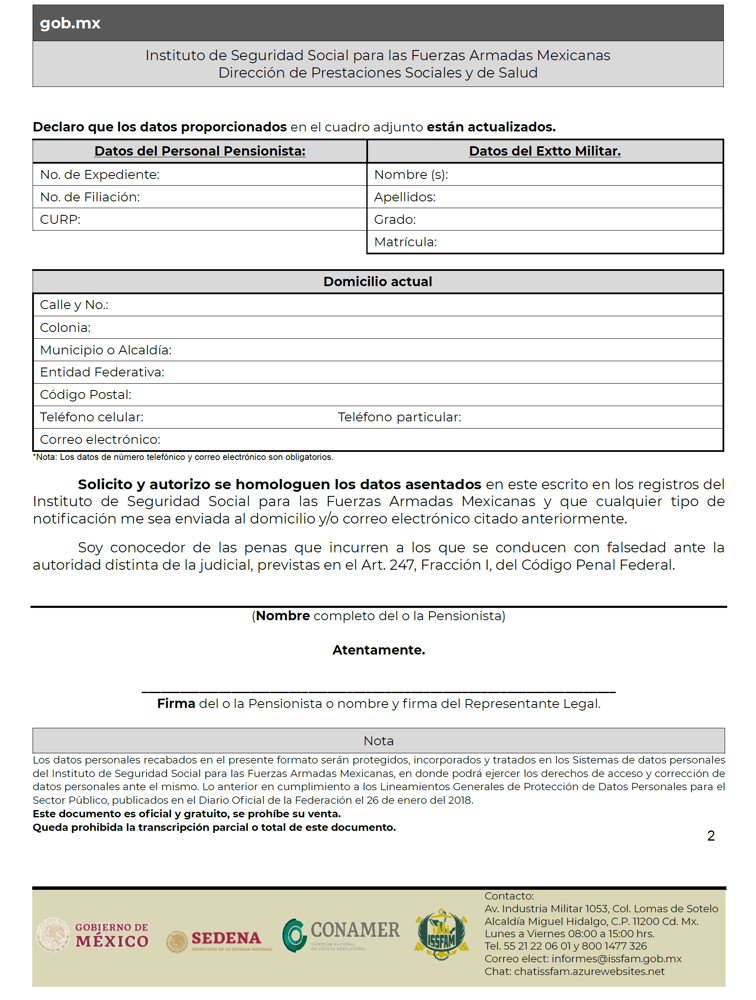 gob.mx
Instituto de Seguridad Social para las Fuerzas Armadas Mexicanas
Dirección de Prestaciones Sociales y de Salud
Declaro que los datos proporcionados en el cuadro adjunto están actualizados.
Datos del Personal Pensionista:
Datos del Extto Militar.
No. de Expediente:
Nombre (s):
No. de Filiación:
Apellidos:
CURP:
Grado:
Matrícula:
Domicilio actual
Calle y No.:
Colonia:
Municipio o Alcaldía:
Entidad Federativa:
Código Postal:
Teléfono celular: Teléfono particular:
Correo electrónico:
*Nota: Los datos de número telefónico y correo electrónico son obligatorios.
Solicito y autorizo se homologuen los datos asentados en este escrito en los registros del
Instituto de Seguridad Social para las Fuerzas Armadas Mexicanas y que cualquier tipo de
notificación me sea enviada al domicilio y/o correo electrónico citado anteriormente.
Soy conocedor de las penas que incurren a los que se conducen con falsedad ante la
autoridad distinta de la judicial, previstas en el Art. 247, Fracción I, del Código Penal Federal.
(Nombre completo del o la Pensionista)
Atentamente.
Firma del o la Pensionista o nombre y firma del Representante Legal.
Nota
Los datos personales recabados en el presente formato serán protegidos, incorporados y tratados en los Sistemas de datos personales
del Instituto de Seguridad Social para las Fuerzas Armadas Mexicanas, en donde podrá ejercer los derechos de acceso y corrección de
datos personales ante el mismo. Lo anterior en cumplimiento a los Lineamientos Generales de Protección de Datos Personales para el
Sector Público, publicados en el Diario Oficial de la Federación el 26 de enero del 2018.
Este documento es oficial y gratuito, se prohíbe su venta.
Queda prohibida la transcripción parcial o total de este documento.
2
GOBIERNO DE
MÉXICO
SEDENA
SECRETARÍA DE LA DEFENSA NACIONAL
CONAMER
COMISIÓN NACIONAL
DE MEJORA REGULATORIA
ISSFAM
Contacto:
Av. Industria Militar 1053, Col. Lomas de Sotelo
Alcaldía Miguel Hidalgo, C.P. 11200 Cd. Mx.
Lunes a Viernes 08:00 a 15:00 hrs.
Tel. 55 21 22 06 01 y 800 1477 326
Correo elect: informes@issfam.gob.mx
Chat: chatissfam.azurewebsites.net